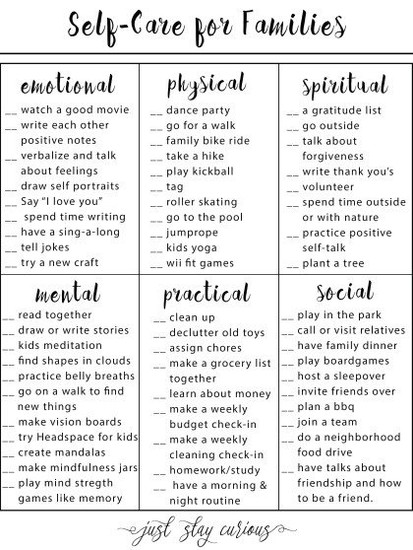 Self-Care for Families
emotional
__ watch a good movie
__ write each other
positive notes
__ verbalize and talk
about feelings
__ draw self portraits
__ Say "I love you"
__ spend time writing
__ have a sing-a-long
__ tell jokes
__ try a new craft
physical
__ dance party
__ go for a walk
__ family bike ride
__ take a hike
__ play kickball
__ tag
__ roller skating
__ go to the pool
__ jumprope
__ kids yoga
__ wii fit games
spiritual
__ a gratitude list
__ go outside
__ talk about
forgiveness
__ write thank you's
__ volunteer
__ spend time outside
or with nature
__ practice positive
self-talk
__ plant a tree
mental
__ read together
__ draw or write stories
__ kids meditation
__ find shapes in clouds
__ practice belly breaths
__ go on a walk to find
new things
__ make vision boards
__ try Headspace for kids
__ create mandalas
__ make mindfulness jars
__ play mind stregth
games like memory
practical
__ clean up
__ declutter old toys
__ assign chores
__ make a grocery list
together
__ learn about money
__ make a weekly
budget check-in
__ make a weekly
cleaning check-in
__ homework/study
__ have a morning &
night routine
social
__ play in the park
__ call or visit relatives
__ have family dinner
__ play boardgames
__ host a sleepover
__ invite friends over
__ plan a bbq
__ join a team
__ do a neighborhood
food drive
__ have talks about
friendship and how
to be a friend.
just stay curious